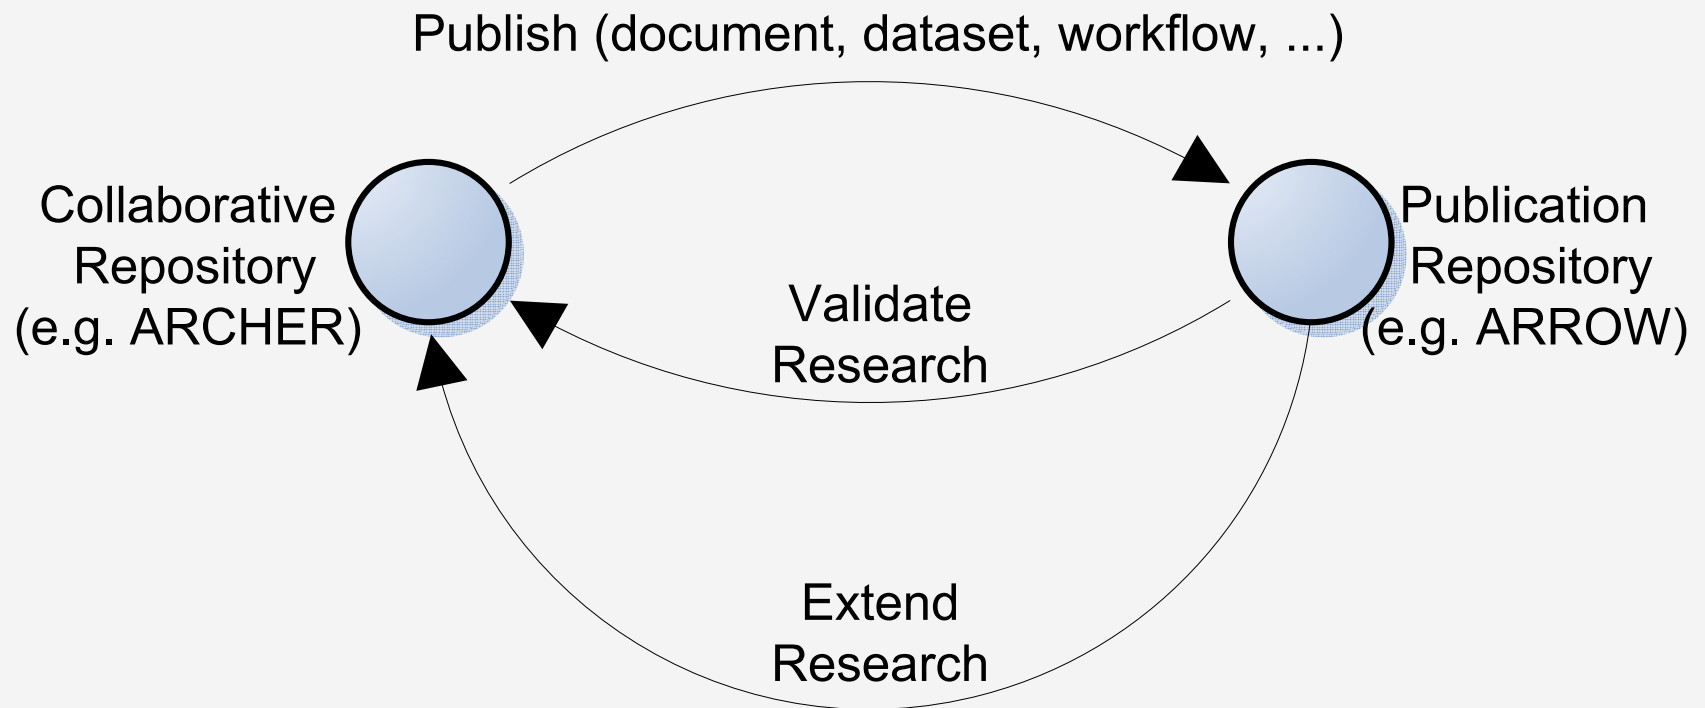 Publish (document, dataset, workflow, ...)
Collaborative
Repository
(e.g. ARCHER)
Publication
Repository
(e.g. ARROW)
Validate
Research
Extend
Research